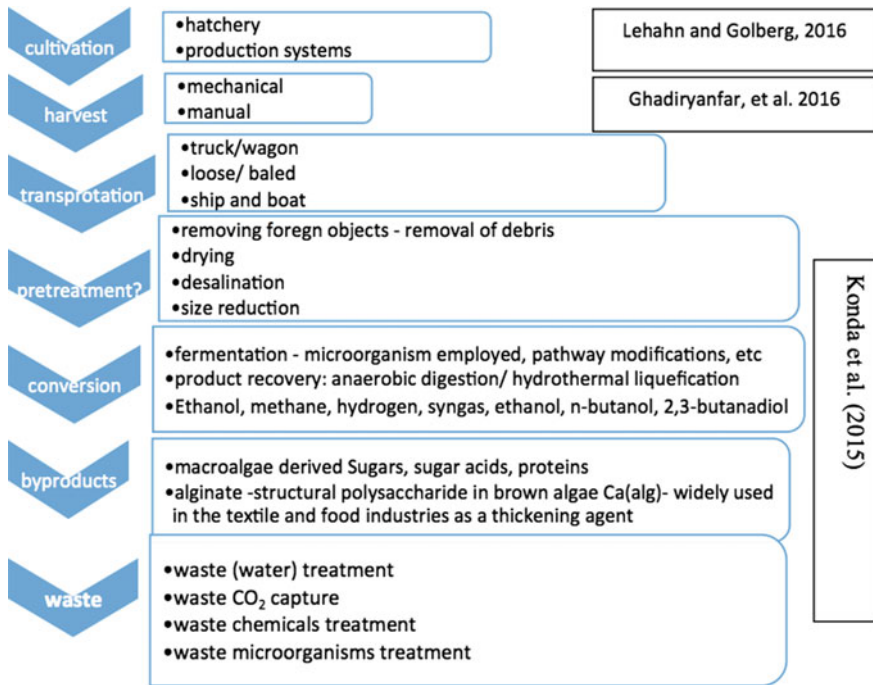 cultivation
•hatchery
•production systems
Lehahn and Golberg, 2016
harvest
•mechanical
•manual
Ghadiryanfar, et al. 2016
transprotation
•truck/wagon
•loose/ baled
•ship and boat
pretreatment?
•removing foregn objects - removal of debris
•drying
•desalination
•size reduction
conversion
•fermentation - microorganism employed, pathway modifications, etc
•product recovery: anaerobic digestion/ hydrothermal liquefication
•Ethanol, methane, hydrogen, syngas, ethanol, n-butanol, 2,3-butanadiol
byproducts
•macroalgae derived Sugars, sugar acids, proteins
•alginate -structural polysaccharide in brown algae Ca(alg)- widely used
in the textile and food industries as a thickening agent
waste
•waste (water) treatment
•waste CO₂ capture
•waste chemicals treatment
•waste microorganisms treatment
Konda et al. (2015)